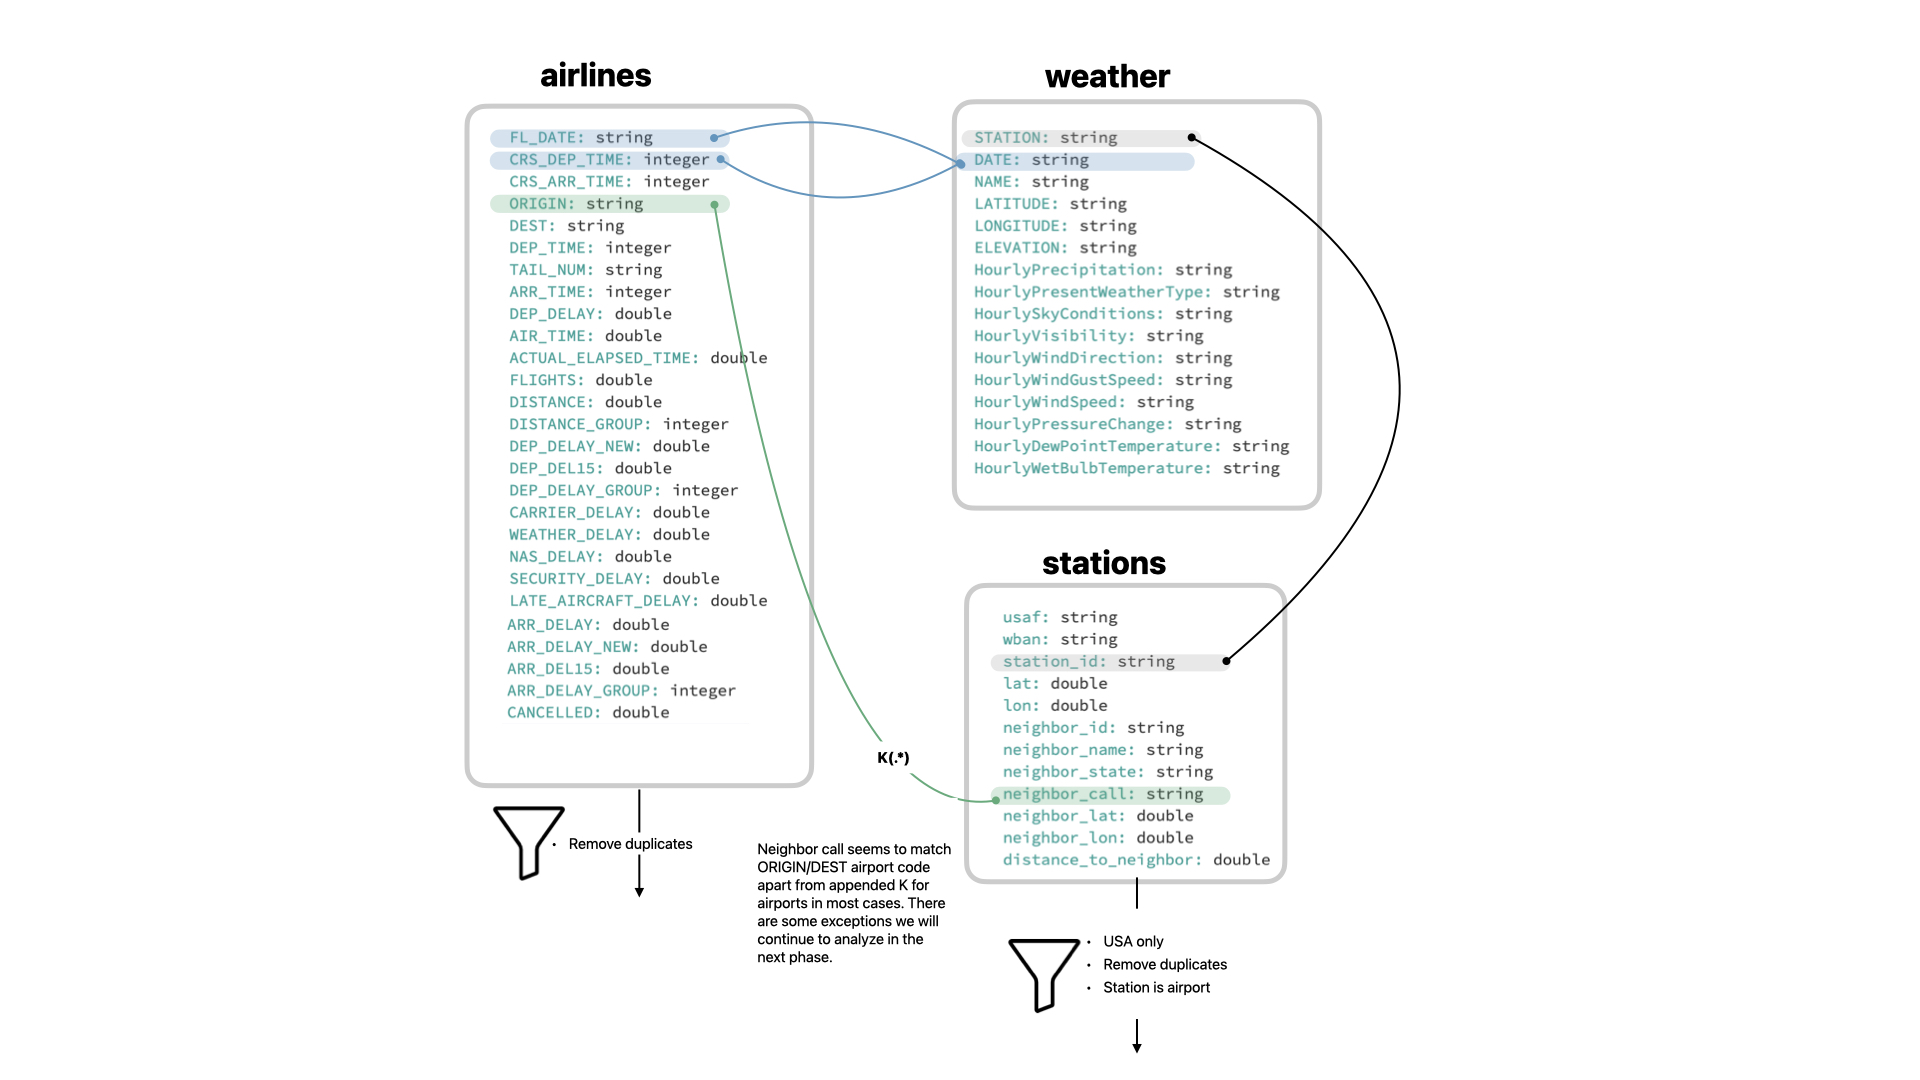 airlines
FL_DATE: string
CRS_DEP_TIME: integer
CRS_ARR_TIME: integer
ORIGIN: string
DEST: string
DEP_TIME: integer
TAIL_NUM: string
ARR_TIME: integer
DEP_DELAY: double
AIR_TIME: double
ACTUAL_ELAPSED_TIME: double
FLIGHTS: double
DISTANCE: double
DISTANCE_GROUP: integer
DEP_DELAY_NEW: double
DEP_DEL15: double
DEP_DELAY_GROUP: integer
CARRIER_DELAY: double
WEATHER_DELAY: double
NAS_DELAY: double
SECURITY_DELAY: double
LATE_AIRCRAFT_DELAY: double
ARR_DELAY: double
ARR_DELAY_NEW: double
ARR_DEL15: double
ARR_DELAY_GROUP: integer
CANCELLED: double
• Remove duplicates
weather
STATION: string
DATE: string
NAME: string
LATITUDE: string
LONGITUDE: string
ELEVATION: string
HourlyPrecipitation: string
HourlyPresentWeatherType: string
HourlySkyConditions: string
HourlyVisibility: string
HourlyWindDirection: string
HourlyWindGustSpeed: string
HourlyWindSpeed: string
HourlyPressureChange: string
HourlyDewPointTemperature: string
HourlyWetBulbTemperature: string
stations
usaf: string
wban: string
station_id: string
lat: double
lon: double
neighbor_id: string
neighbor_name: string
neighbor_state: string
neighbor_call: string
neighbor_lat: double
neighbor_lon: double
distance_to_neighbor: double
K(.*)
Neighbor call seems to match
ORIGIN/DEST airport code
apart from appended K for
airports in most cases. There
are some exceptions we will
continue to analyze in the
next phase.
• USA only
• Remove duplicates
• Station is airport